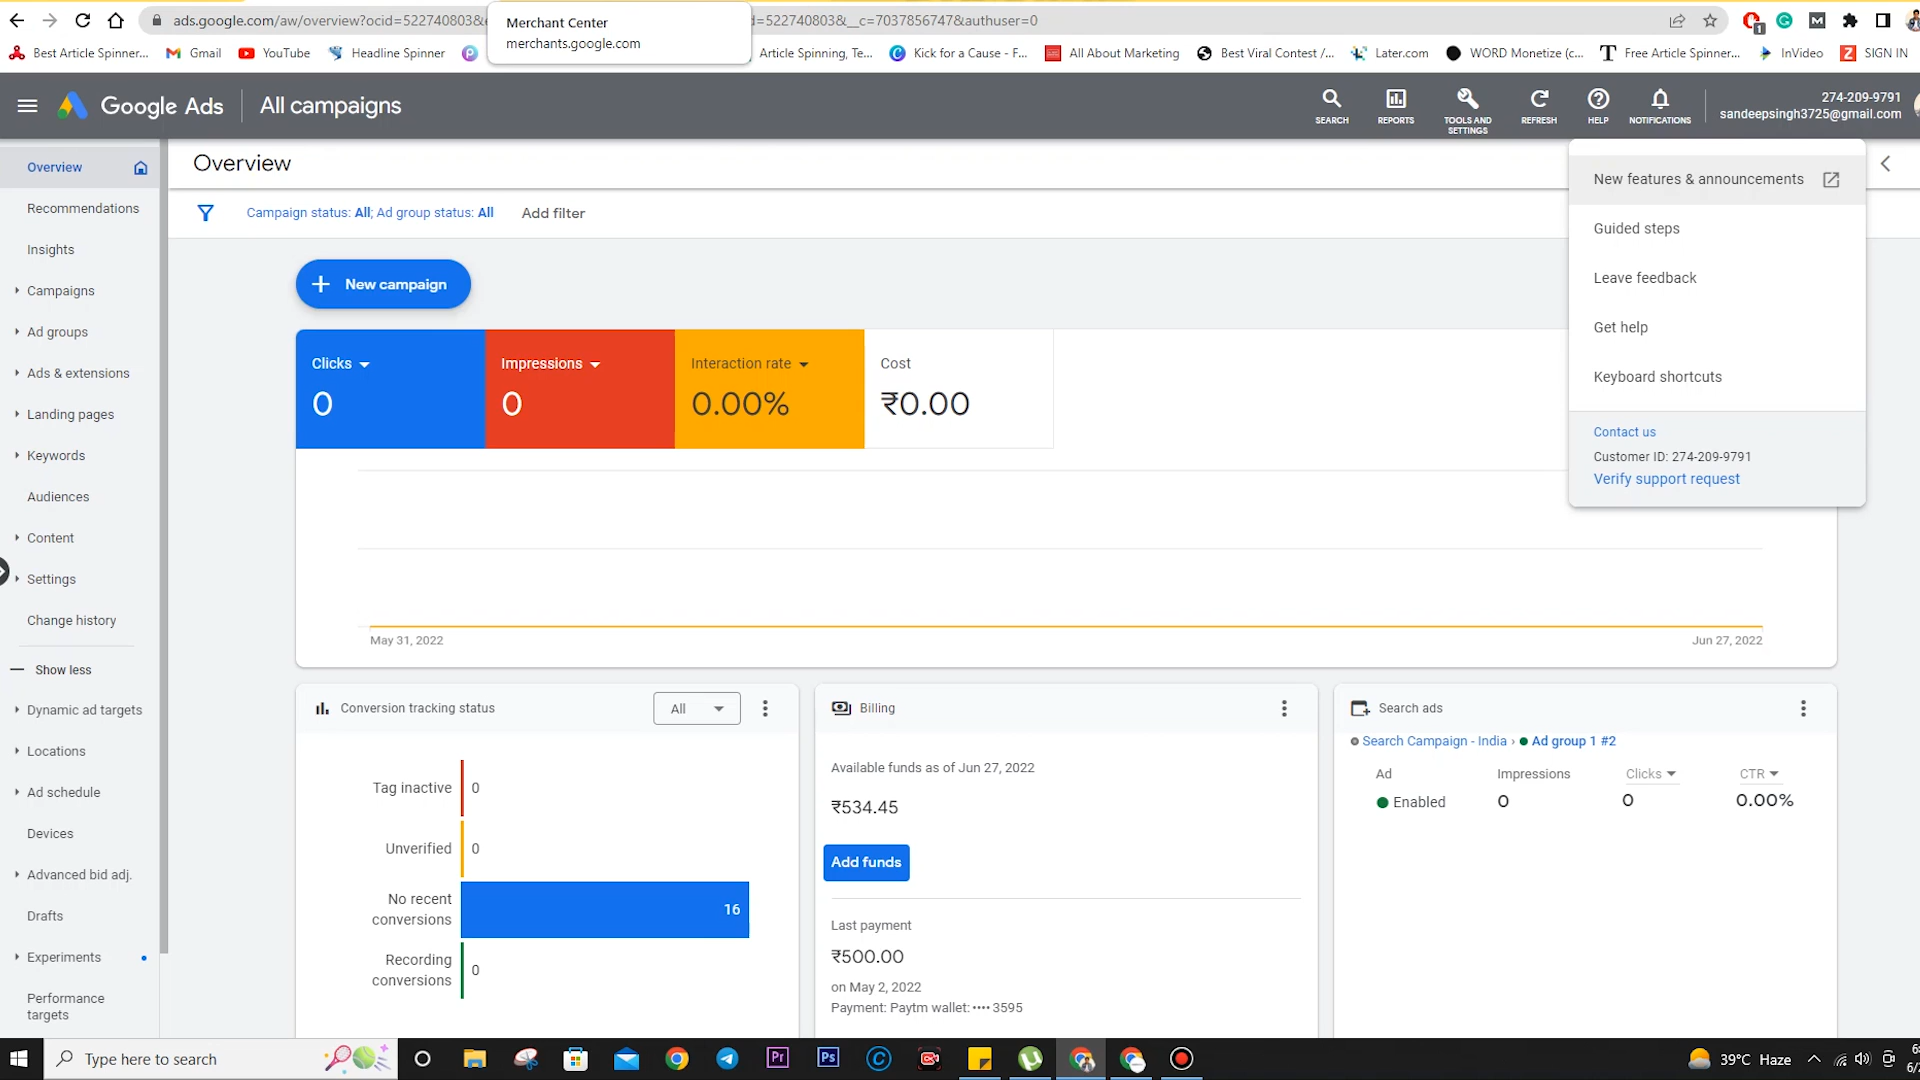 ads.google.com/aw/overview?ocid=522740803&
d=522740803&__c=7037856747&authuser=0
Merchant Center
merchants.google.com
Best Article Spinner...
Gmail
YouTube
Headline Spinner
Article Spinning, Te...
Kick for a Cause - F...
All About Marketing
Best Viral Contest /...
Later.com
WORD Monetize (c...
Free Article Spinner...
InVideo
SIGN IN
Google Ads
All campaigns
SEARCH
REPORTS
TOOLS AND
SETTINGS
REFRESH
HELP
NOTIFICATIONS
274-209-9791
sandeepsingh3725@gmail.com
Overview
Recommendations
Insights
Campaigns
Ad groups
Ads & extensions
Landing pages
Keywords
Audiences
Content
Settings
Change history
Show less
Dynamic ad targets
Locations
Ad schedule
Devices
Advanced bid adj.
Drafts
Experiments
Performance
targets
Overview
Campaign status: All; Ad group status: All
Add filter
New campaign
Clicks
0
Impressions
0
Interaction rate
0.00%
Cost
₹0.00
May 31, 2022
Jun 27, 2022
New features & announcements
Guided steps
Leave feedback
Get help
Keyboard shortcuts
Contact us
Customer ID: 274-209-9791
Verify support request
Conversion tracking status
All
Tag inactive
0
Unverified
0
No recent
conversions
16
Recording
conversions
0
Billing
Available funds as of Jun 27, 2022
₹534.45
Add funds
Last payment
₹500.00
on May 2, 2022
Payment: Paytm wallet: •••• 3595
Search ads
Search Campaign - India › Ad group 1 #2
Ad
Impressions
Clicks
CTR
Enabled
0
0
0.00%
Type here to search
Pr
Ps
39°C Haze